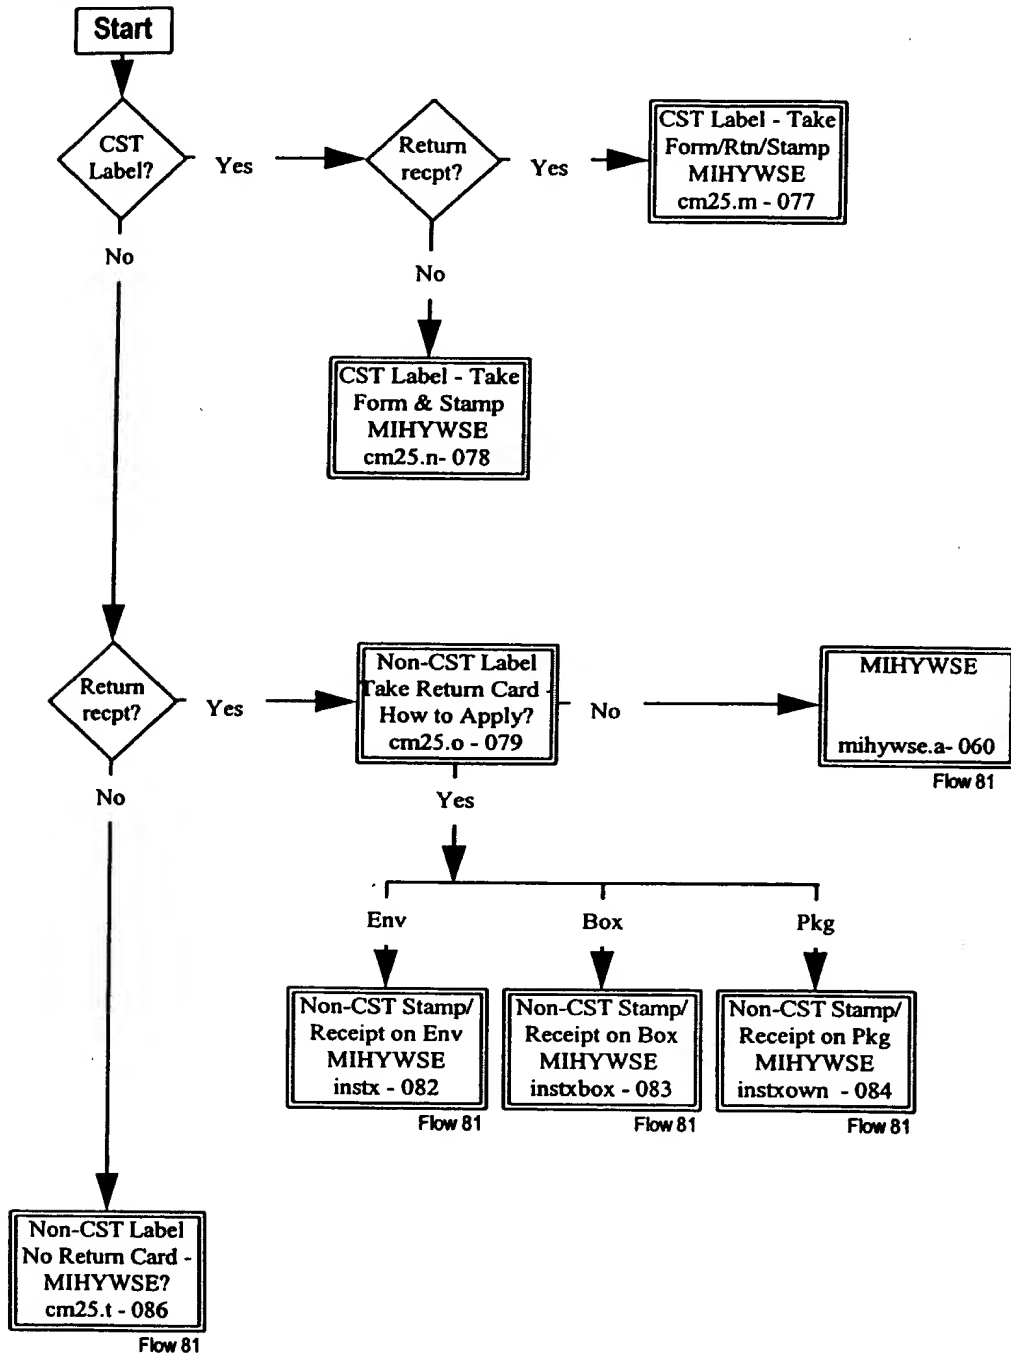 Start
CST
Label?
Yes
Return
recpt?
Yes
CST Label - Take
Form/Rtn/Stamp
MIHYWSE
cm25.m - 077
No
No
CST Label - Take
Form & Stamp
MIHYWSE
cm25.n- 078
Return
recpt?
Yes
Non-CST Label
Take Return Card -
How to Apply?
cm25.o - 079
No
MIHYWSE
mihywse.a- 060
Flow 81
No
Yes
Env
Box
Pkg
Non-CST Stamp/
Receipt on Env
MIHYWSE
instx - 082
Flow 81
Non-CST Stamp/
Receipt on Box
MIHYWSE
instxbox - 083
Flow 81
Non-CST Stamp/
Receipt on Pkg
MIHYWSE
instxown - 084
Flow 81
Non-CST Label
No Return Card -
MIHYWSE?
cm25.t - 086
Flow 81